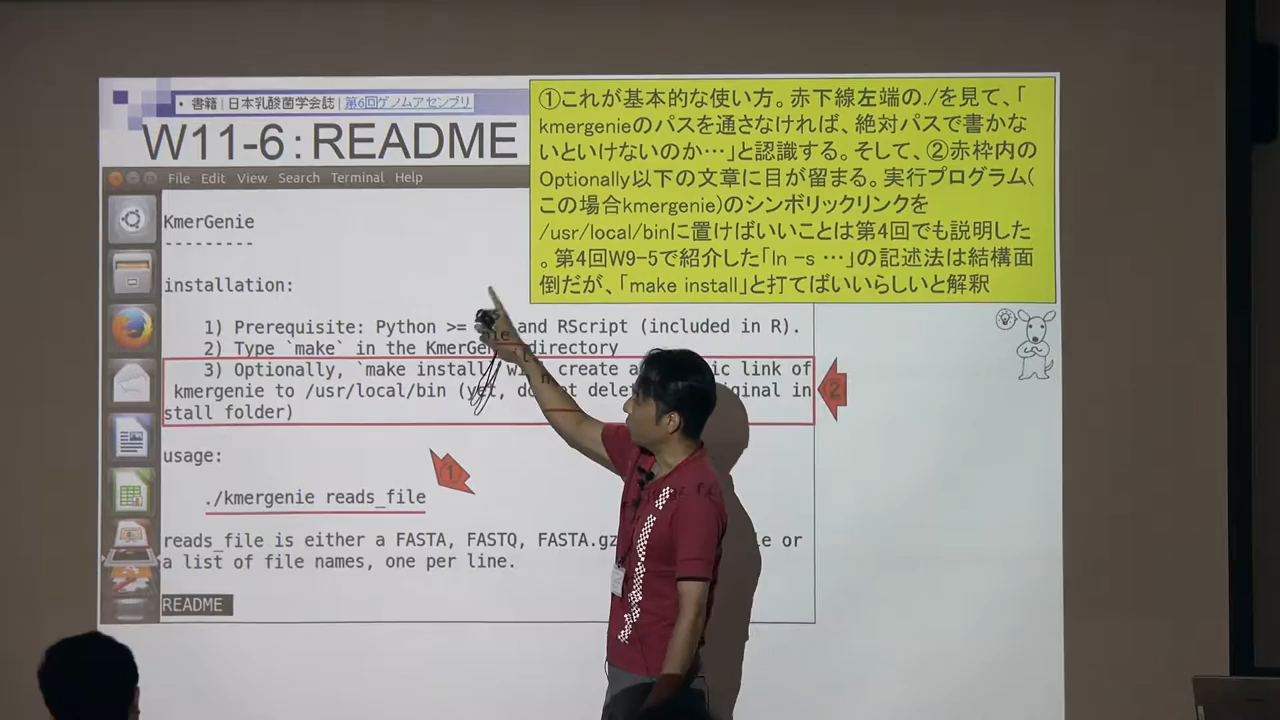 • 書籍 | 日本乳酸菌学会誌 | 第6回ゲノムアセンブリ
W11-6：README
①これが基本的な使い方。赤下線左端の./を見て、「
kmergenieのパスを通さなければ、絶対パスで書かな
いといけないのか…」と認識する。そして、②赤枠内の
Optionally以下の文章に目が留まる。実行プログラム(
この場合kmergenie)のシンボリックリンクを
/usr/local/binに置けばいいことは第4回でも説明した
。第4回W9-5で紹介した「ln -s …」の記述法は結構面
倒だが、「make install」と打てばいいらしいと解釈
File Edit View Search Terminal Help
KmerGenie
---------
installation:
1) Prerequisite: Python >= and RScript (included in R).
2) Type `make` in the KmerGenie directory
3) Optionally, `make install` will create a link of
kmergenie to /usr/local/bin (yet, do not delete original in
stall folder)
②
usage:
①
./kmergenie reads_file
reads_file is either a FASTA, FASTQ, FASTA.gz or
a list of file names, one per line.
README